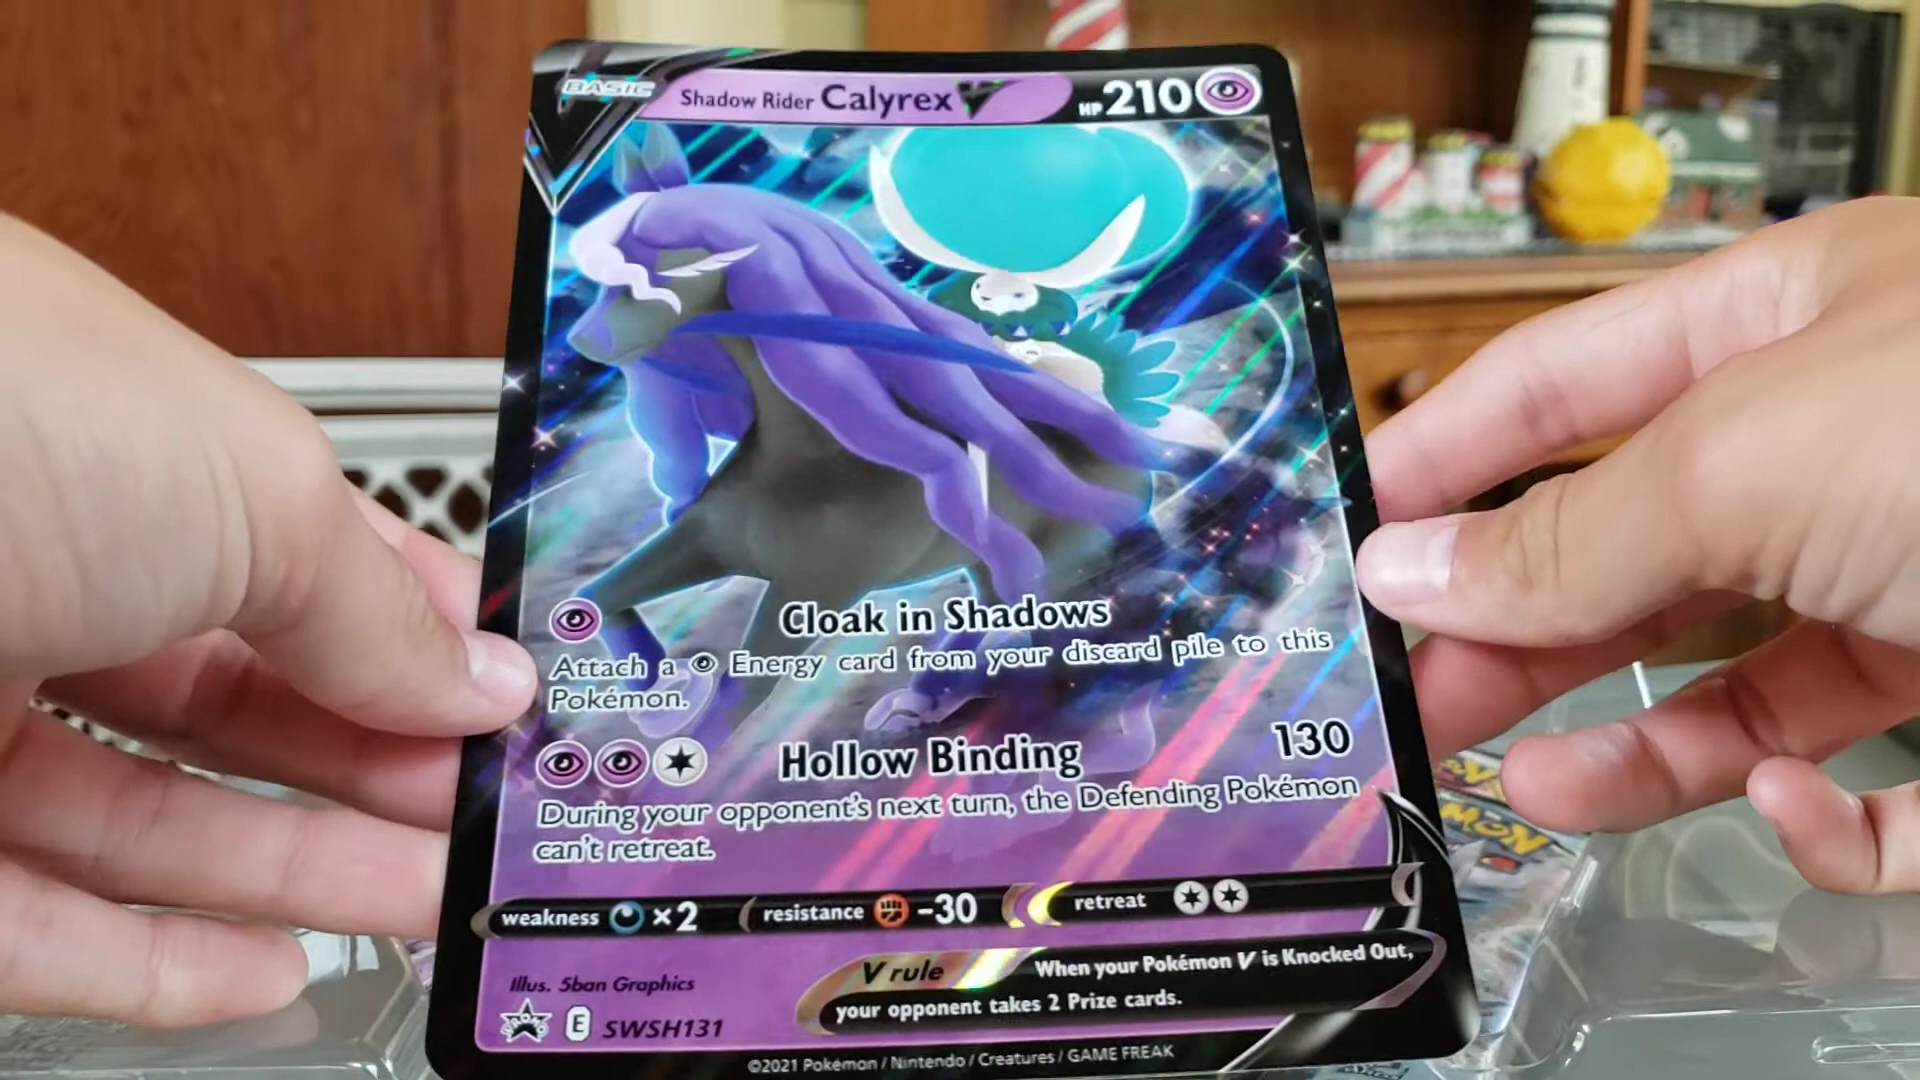 BASIC
Shadow Rider Calyrex V
HP 210
Cloak in Shadows
Attach a Energy card from your discard pile to this
Pokémon.
Hollow Binding 130
During your opponent's next turn, the Defending Pokémon
can't retreat.
weakness ×2 resistance -30 retreat
V rule When your Pokémon V is Knocked Out,
your opponent takes 2 Prize cards.
Illus. 5ban Graphics
PROMO E SWSH131
©2021 Pokémon / Nintendo / Creatures / GAME FREAK